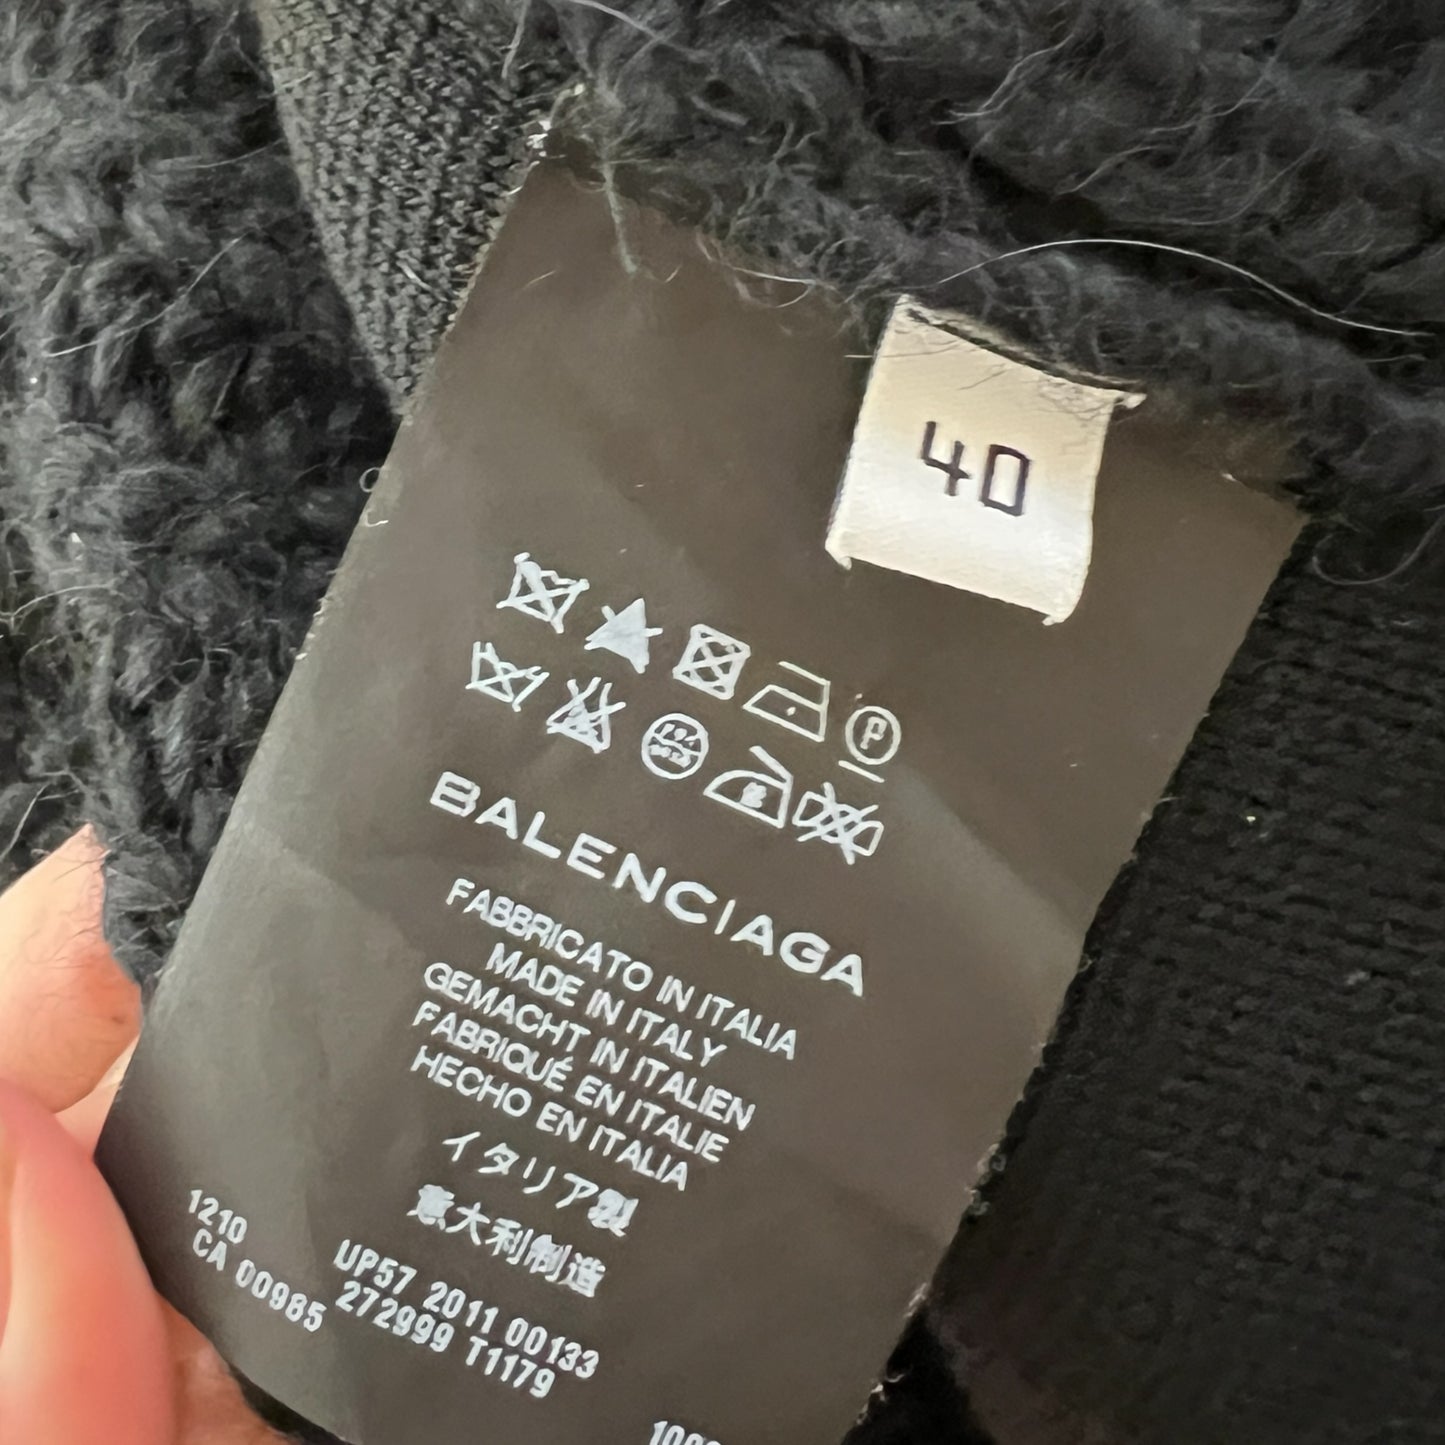 40
P
BALENCIAGA
FABBRICATO IN ITALIA
MADE IN ITALY
GEMACHT IN ITALIEN
FABRIQUÉ EN ITALIE
HECHO EN ITALIA
イタリア製
意大利制造
1210
CA 00985
UP57 2011 00133
272999 T1179